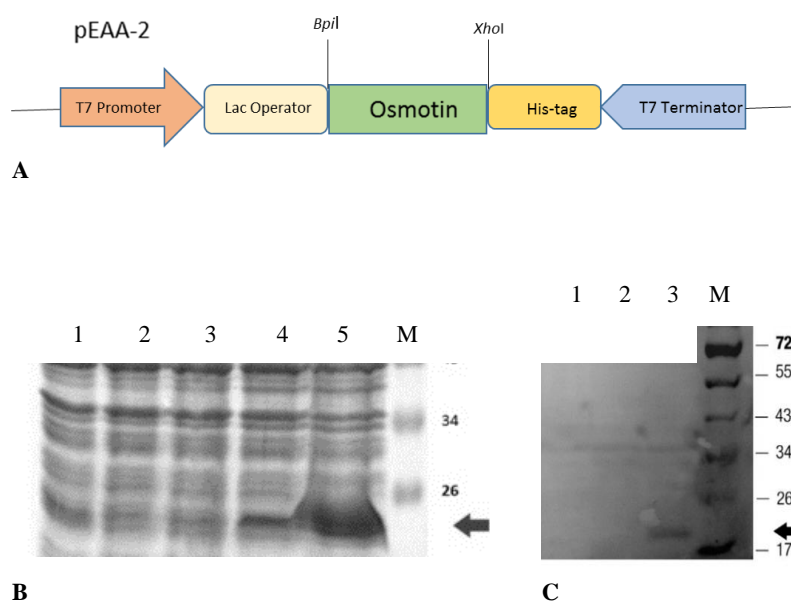 pEAA-2
BpiI
XhoI
T7 Promoter
Lac Operator
Osmotin
His-tag
T7 Terminator
A
1 2 3 4 5 M
34
26
B
1 2 3 M
72
55
43
34
26
17
C